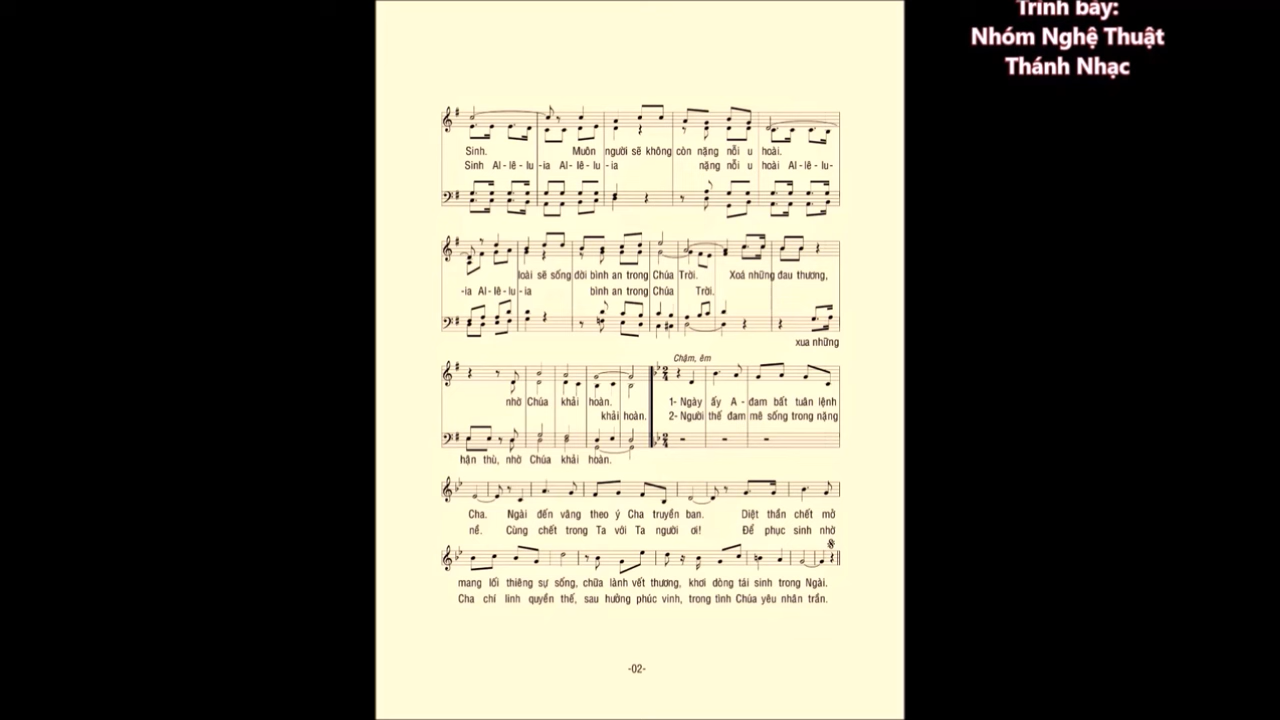 Trình bày:
Nhóm Nghệ Thuật
Thánh Nhạc
Sinh. Muôn người sẽ không còn nặng nỗi u hoài.
Sinh Al-lê-lu-ia Al-lê-lu-ia nặng nỗi u hoài Al-lê-lu-
loài sẽ sống đời bình an trong Chúa Trời. Xoá những đau thương,
-ia Al-lê-lu-ia bình an trong Chúa Trời.
xua những
Chậm, êm
nhờ Chúa khải hoàn. 1- Ngày ấy A-đam bất tuân lệnh
khải hoàn. 2- Người thế đam mê sống trong nặng
hận thù, nhờ Chúa khải hoàn.
Cha. Ngài đến vâng theo ý Cha truyền ban. Diệt thần chết mở
nề. Cùng chết trong Ta với Ta người ơi! Để phục sinh nhờ
mang lối thiêng sự sống, chữa lành vết thương, khơi dòng tái sinh trong Ngài.
Cha chí linh quyền thế, sau hưởng phúc vinh, trong tình Chúa yêu nhân trần.
-02-